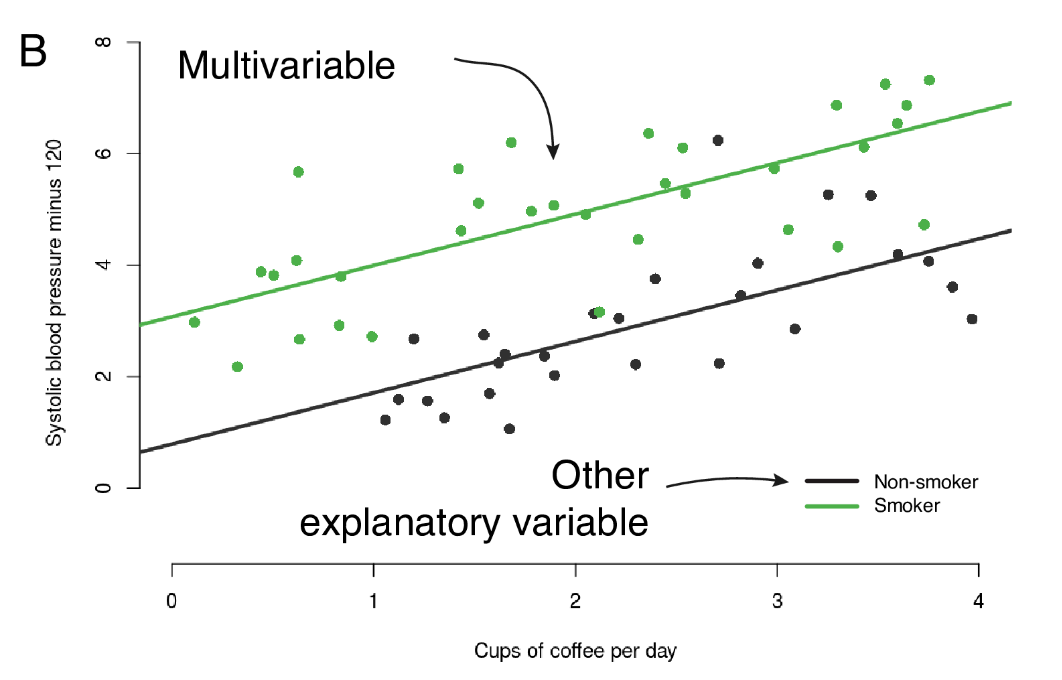 B
Multivariable
8
6
4
2
0
Systolic blood pressure minus 120
Other
explanatory variable
Non-smoker
Smoker
0 1 2 3 4
Cups of coffee per day